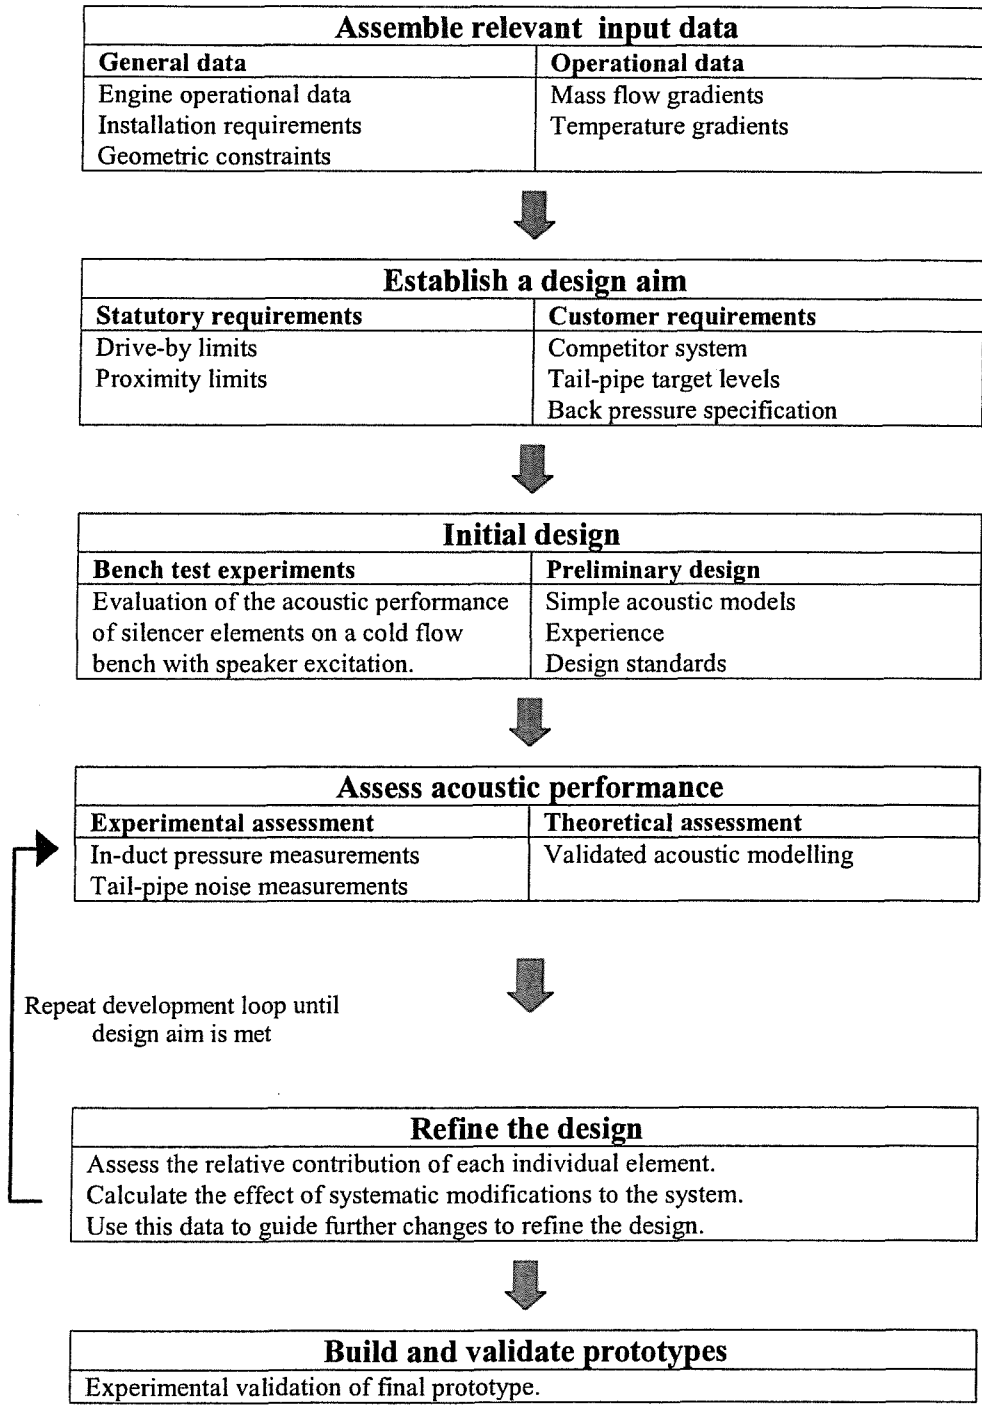 Assemble relevant input data
General data
Operational data
Engine operational data
Mass flow gradients
Installation requirements
Temperature gradients
Geometric constraints
Establish a design aim
Statutory requirements
Customer requirements
Drive-by limits
Competitor system
Proximity limits
Tail-pipe target levels
Back pressure specification
Initial design
Bench test experiments
Preliminary design
Evaluation of the acoustic performance
Simple acoustic models
of silencer elements on a cold flow
Experience
bench with speaker excitation.
Design standards
Assess acoustic performance
Experimental assessment
Theoretical assessment
In-duct pressure measurements
Validated acoustic modelling
Tail-pipe noise measurements
Repeat development loop until
design aim is met
Refine the design
Assess the relative contribution of each individual element.
Calculate the effect of systematic modifications to the system.
Use this data to guide further changes to refine the design.
Build and validate prototypes
Experimental validation of final prototype.